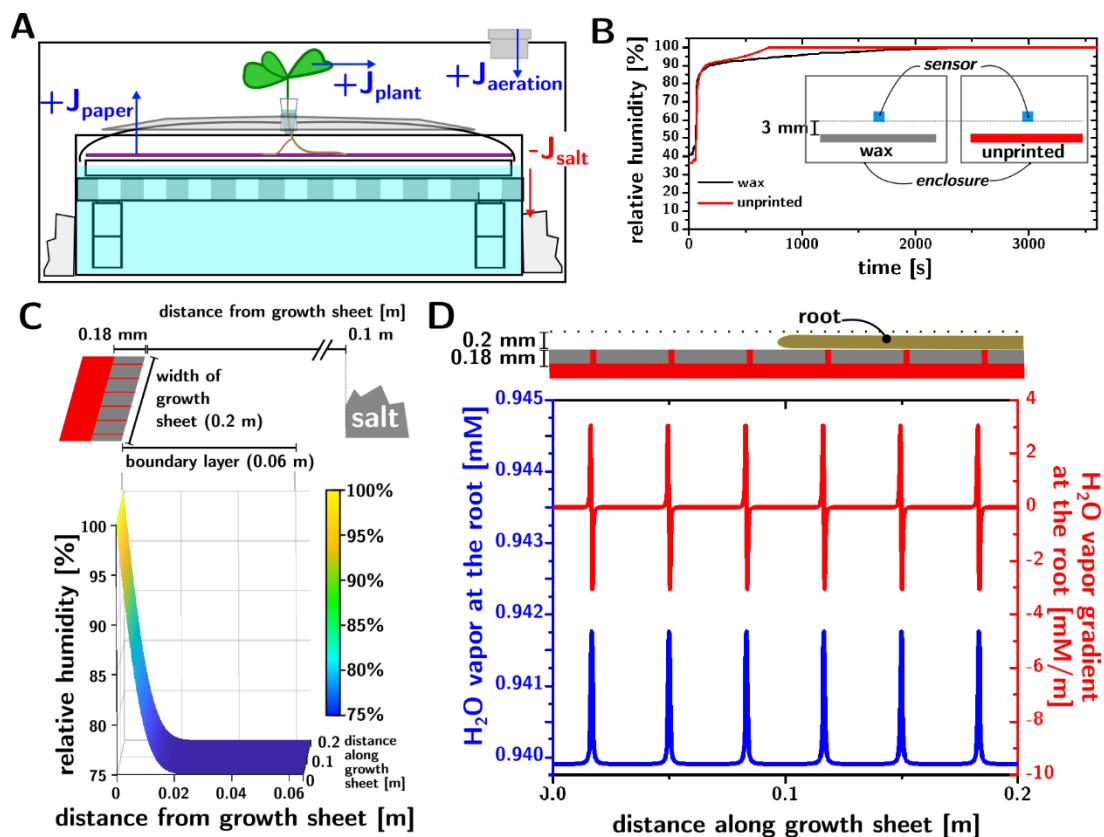 A
+J_paper
+J_plant
+J_aeration
-J_salt
B
relative humidity [%]
100
90
80
70
60
50
40
30
20
10
0
sensor
3 mm
wax
unprinted
enclosure
wax
unprinted
0
1000
2000
3000
time [s]
C
distance from growth sheet [m]
0.18 mm
0.1 m
width of
growth
sheet (0.2 m)
salt
boundary layer (0.06 m)
relative humidity [%]
100
95
90
85
80
75
100%
95%
90%
85%
80%
75%
0.2
0.1
0
distance
along
growth
sheet [m]
0
0.02
0.04
0.06
distance from growth sheet [m]
D
root
0.2 mm
0.18 mm
H₂O vapor at the root [mM]
0.945
0.944
0.943
0.942
0.941
0.940
4
2
0
-2
-4
-6
-8
-10
H₂O vapor gradient
at the root [mM/m]
0.1
0.2
distance along growth sheet [m]